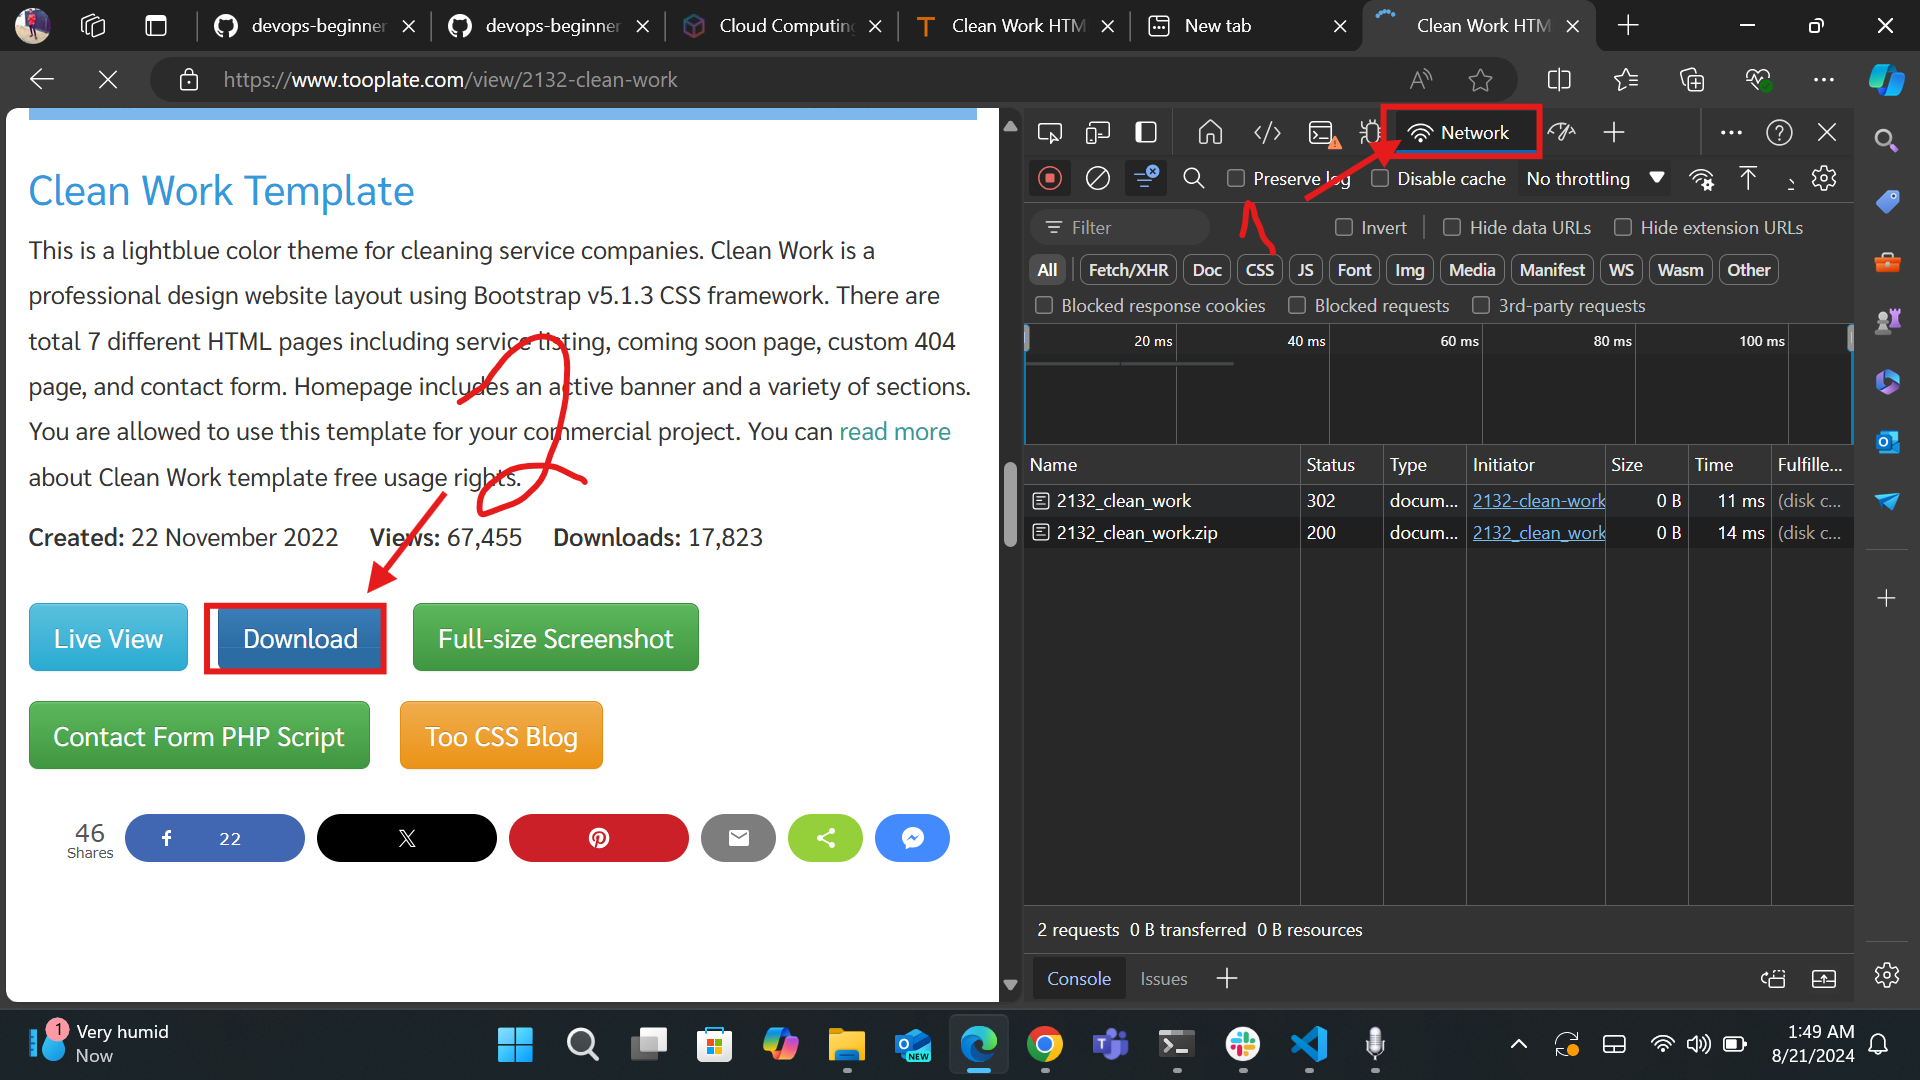 devops-beginner
devops-beginner
Cloud Computing
Clean Work HTM
New tab
Clean Work HTM
https://www.tooplate.com/view/2132-clean-work
Clean Work Template
This is a lightblue color theme for cleaning service companies. Clean Work is a
professional design website layout using Bootstrap v5.1.3 CSS framework. There are
total 7 different HTML pages including service listing, coming soon page, custom 404
page, and contact form. Homepage includes an active banner and a variety of sections.
You are allowed to use this template for your commercial project. You can read more
about Clean Work template free usage rights.
2
Created: 22 November 2022 Views: 67,455 Downloads: 17,823
Live View
Download
Full-size Screenshot
Contact Form PHP Script
Too CSS Blog
46
Shares
22
Network
Preserve log
Disable cache
No throttling
1
Filter
Invert
Hide data URLs
Hide extension URLs
All
Fetch/XHR
Doc
CSS
JS
Font
Img
Media
Manifest
WS
Wasm
Other
Blocked response cookies
Blocked requests
3rd-party requests
20 ms
40 ms
60 ms
80 ms
100 ms
Name Status Type Initiator Size Time Fulfille...
2132_clean_work 302 docum... 2132-clean-work 0 B 11 ms (disk c...
2132_clean_work.zip 200 docum... 2132_clean_work 0 B 14 ms (disk c...
2 requests 0 B transferred 0 B resources
Console
Issues
1
Very humid
Now
NEW
1:49 AM
8/21/2024